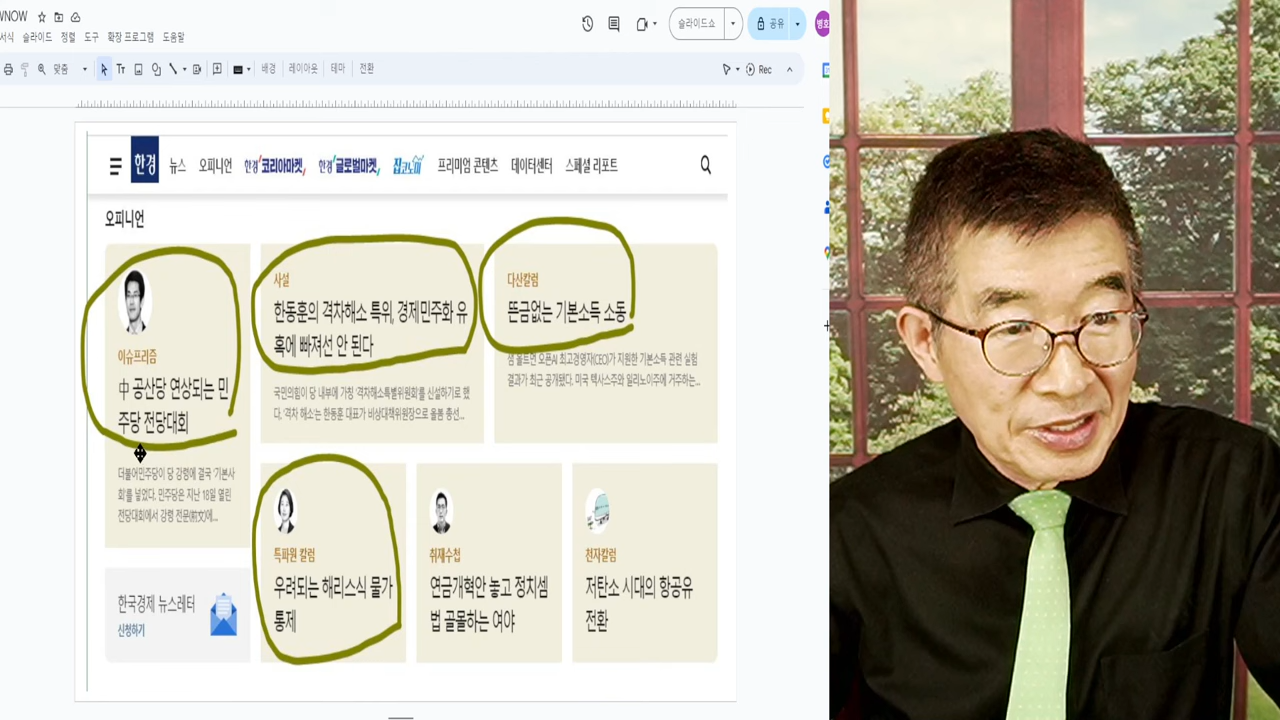 NOW
서식 슬라이드 정렬 도구 확장 프로그램 도움말
슬라이드쇼
공유
병호
맞춤
배경 레이아웃 테마 전환
Rec
한경 뉴스 오피니언 한경 코리아마켓 한경 글로벌마켓 집코노미 프리미엄 콘텐츠 데이터센터 스페셜 리포트
오피니언
이슈프리즘
中 공산당 연상되는 민
주당 전당대회
더불어민주당이 당 강령에 결국 '기본사
회'를 넣었다. 민주당은 지난 18일 열린
전당대회에서 강령 전문(前文)에...
사설
한동훈의 격차해소 특위, 경제민주화 유
혹에 빠져선 안 된다
국민의힘이 당 내부에 가칭 '격차해소특별위원회'를 신설하기로 했
다. '격차 해소'는 한동훈 대표가 비상대책위원장으로 올봄 총선...
다산칼럼
뜬금없는 기본소득 소동
샘 올트먼 오픈AI 최고경영자(CEO)가 지원한 기본소득 관련 실험
결과가 최근 공개됐다. 미국 텍사스주와 일리노이주에 거주하는...
특파원 칼럼
우려되는 해리스식 물가
통제
취재수첩
연금개혁안 놓고 정치셈
법 골몰하는 여야
천자칼럼
저탄소 시대의 항공유
전환
한국경제 뉴스레터
신청하기